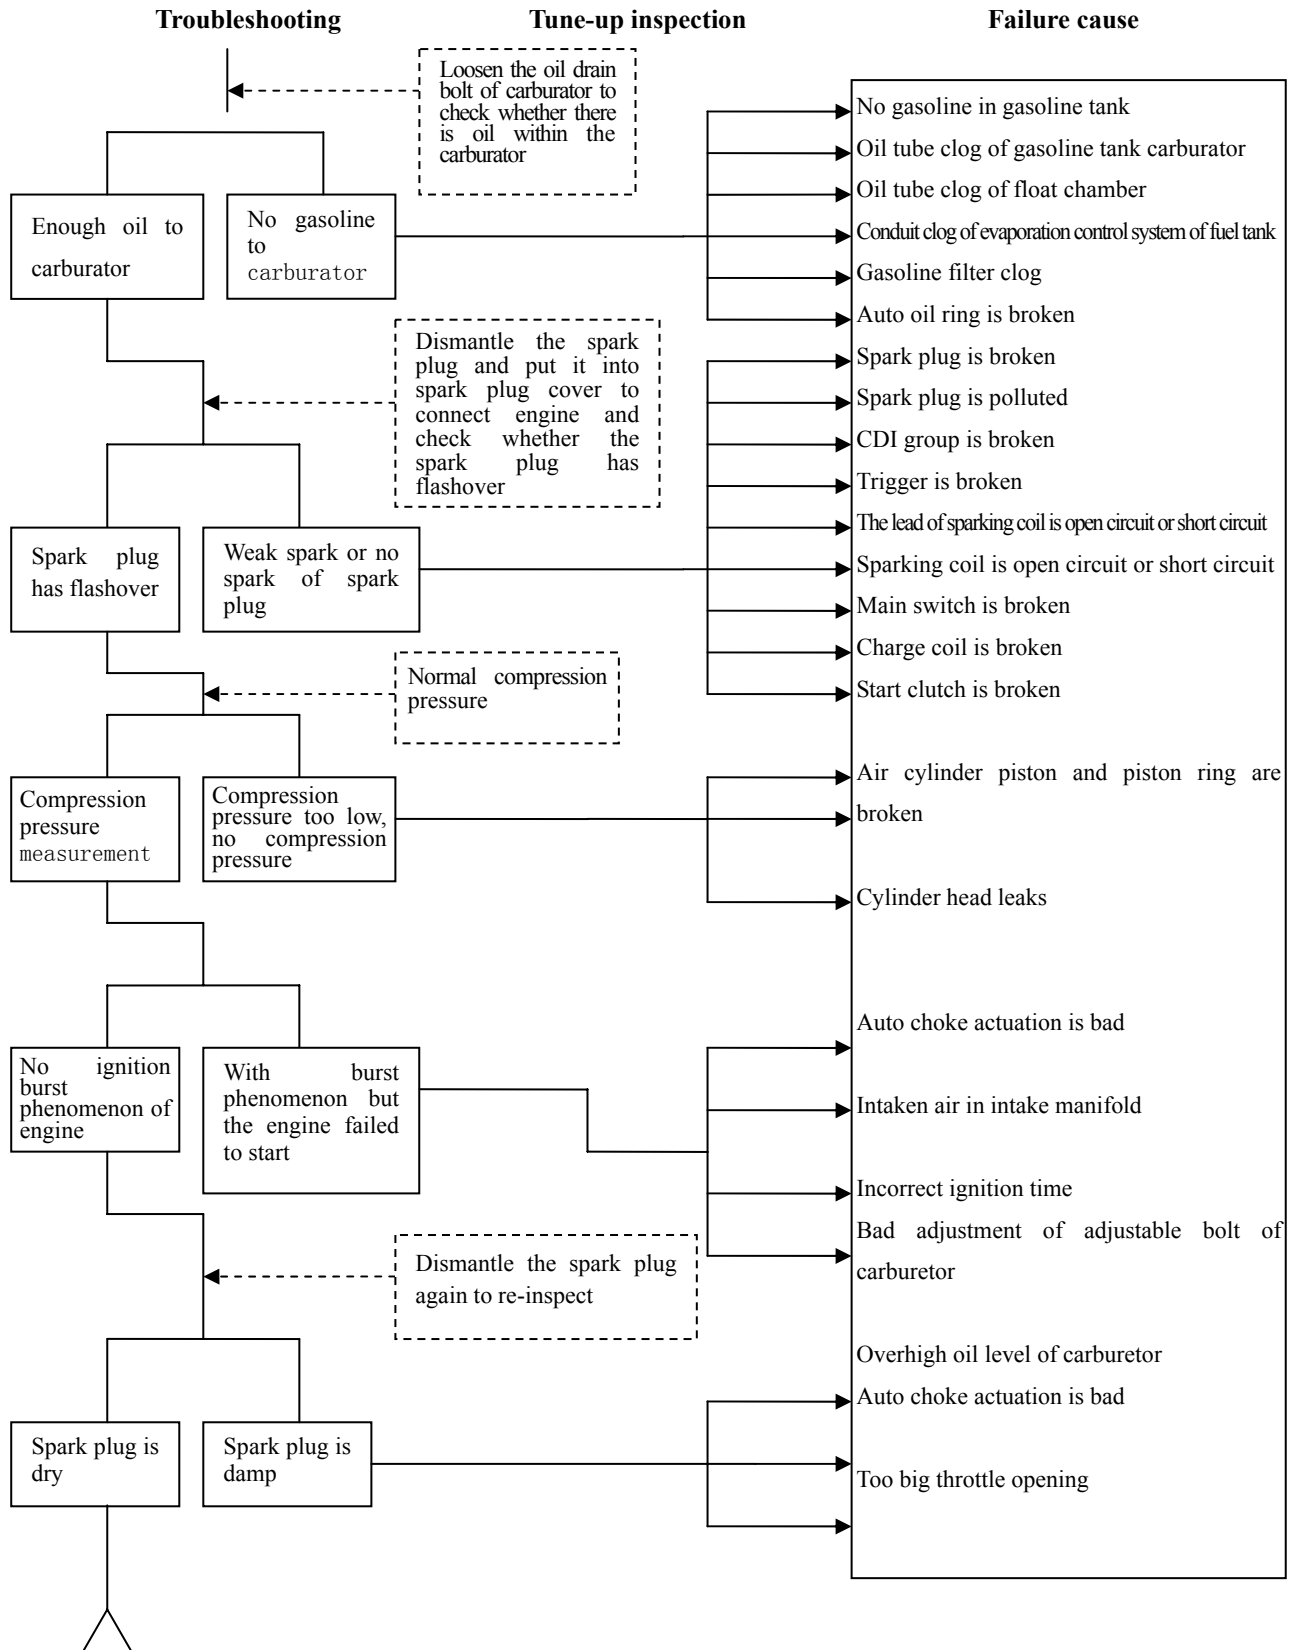 Troubleshooting
Tune-up inspection
Failure cause
Loosen the oil drain
bolt of carburator to
check whether there
is oil within the
carburator
No gasoline in gasoline tank
Oil tube clog of gasoline tank carburator
Oil tube clog of float chamber
Conduit clog of evaporation control system of fuel tank
Gasoline filter clog
Auto oil ring is broken
Enough oil to
carburator
No gasoline
to
carburator
Dismantle the spark
plug and put it into
spark plug cover to
connect engine and
check whether the
spark plug has
flashover
Spark plug is broken
Spark plug is polluted
CDI group is broken
Trigger is broken
The lead of sparking coil is open circuit or short circuit
Sparking coil is open circuit or short circuit
Main switch is broken
Charge coil is broken
Start clutch is broken
Spark plug
has flashover
Weak spark or no
spark of spark
plug
Normal compression
pressure
Compression
pressure
measurement
Compression
pressure too low,
no compression
pressure
Air cylinder piston and piston ring are
broken
Cylinder head leaks
No ignition
burst
phenomenon of
engine
With burst
phenomenon but
the engine failed
to start
Auto choke actuation is bad
Intaken air in intake manifold
Incorrect ignition time
Bad adjustment of adjustable bolt of
carburetor
Dismantle the spark plug
again to re-inspect
Spark plug is
dry
Spark plug is
damp
Overhigh oil level of carburetor
Auto choke actuation is bad
Too big throttle opening